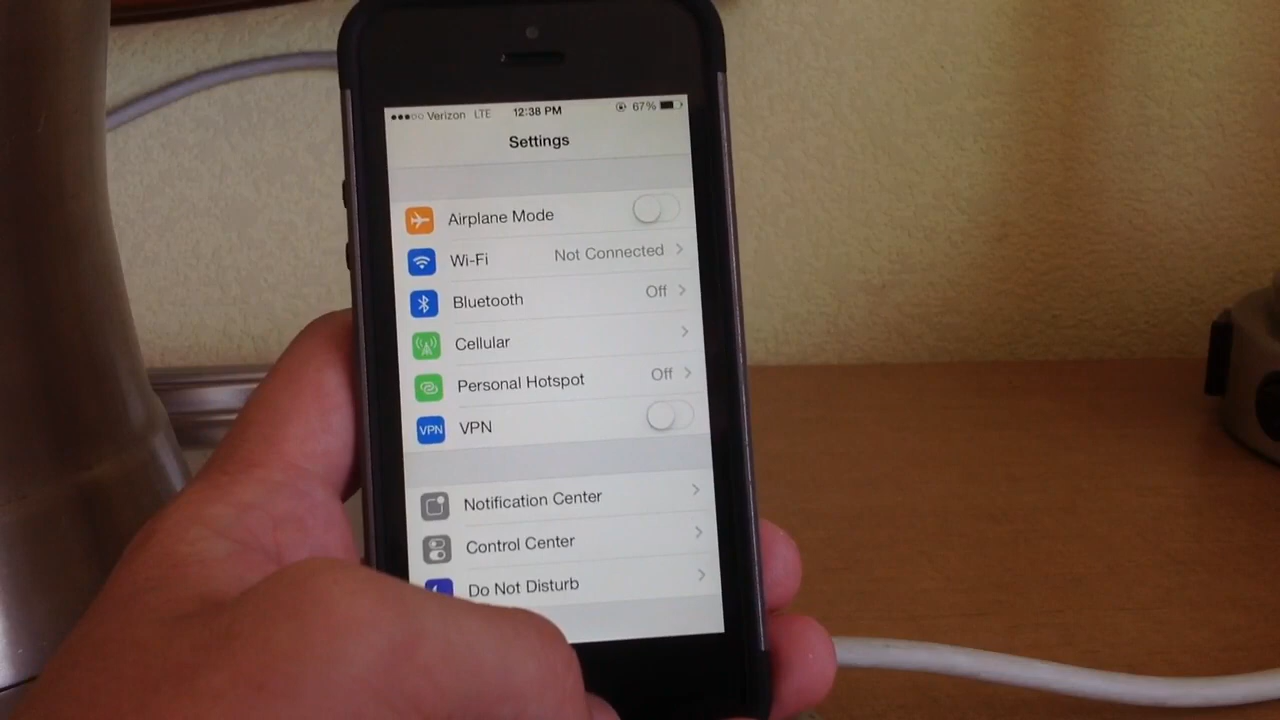 Verizon LTE 12:38 PM 67%
Settings
Airplane Mode
Wi-Fi Not Connected
Bluetooth Off
Cellular
Personal Hotspot Off
VPN VPN
Notification Center
Control Center
Do Not Disturb